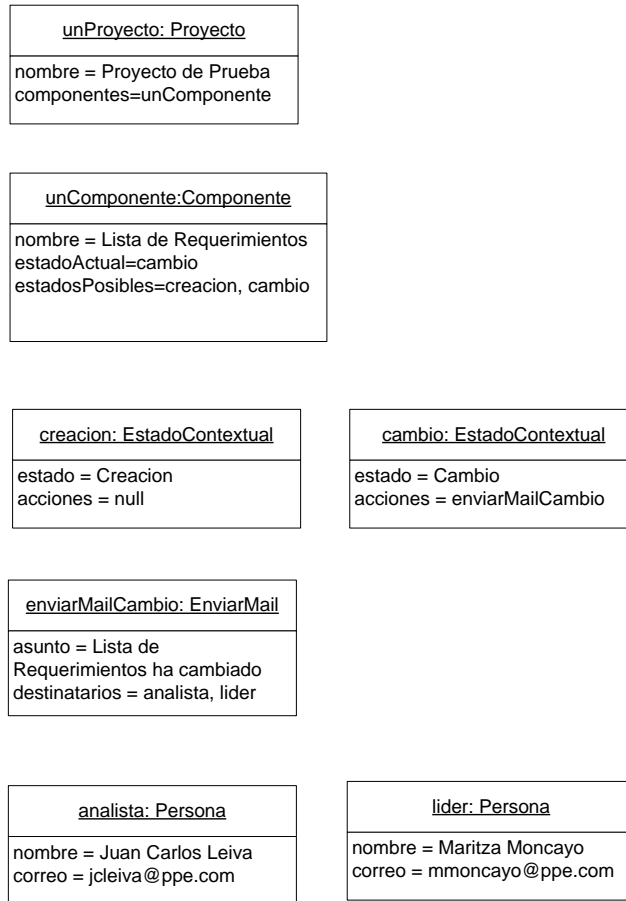 unProyecto: Proyecto
nombre = Proyecto de Prueba
componentes=unComponente
unComponente:Componente
nombre = Lista de Requerimientos
estadoActual=cambio
estadosPosibles=creacion, cambio
creacion: EstadoContextual
estado = Creacion
acciones = null
cambio: EstadoContextual
estado = Cambio
acciones = enviarMailCambio
enviarMailCambio: EnviarMail
asunto = Lista de
Requerimientos ha cambiado
destinatarios = analista, lider
analista: Persona
nombre = Juan Carlos Leiva
correo = jcleiva@ppe.com
lider: Persona
nombre = Maritza Moncayo
correo = mmoncayo@ppe.com